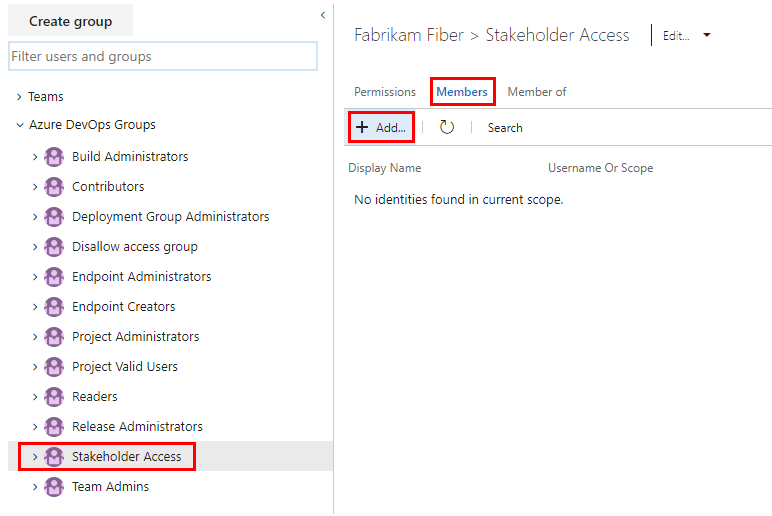 Create group
Filter users and groups
Teams
Azure DevOps Groups
Build Administrators
Contributors
Deployment Group Administrators
Disallow access group
Endpoint Administrators
Endpoint Creators
Project Administrators
Project Valid Users
Readers
Release Administrators
Stakeholder Access
Team Admins
Fabrikam Fiber > Stakeholder Access
Edit...
Permissions Members Member of
+ Add... Search
Display Name Username Or Scope
No identities found in current scope.